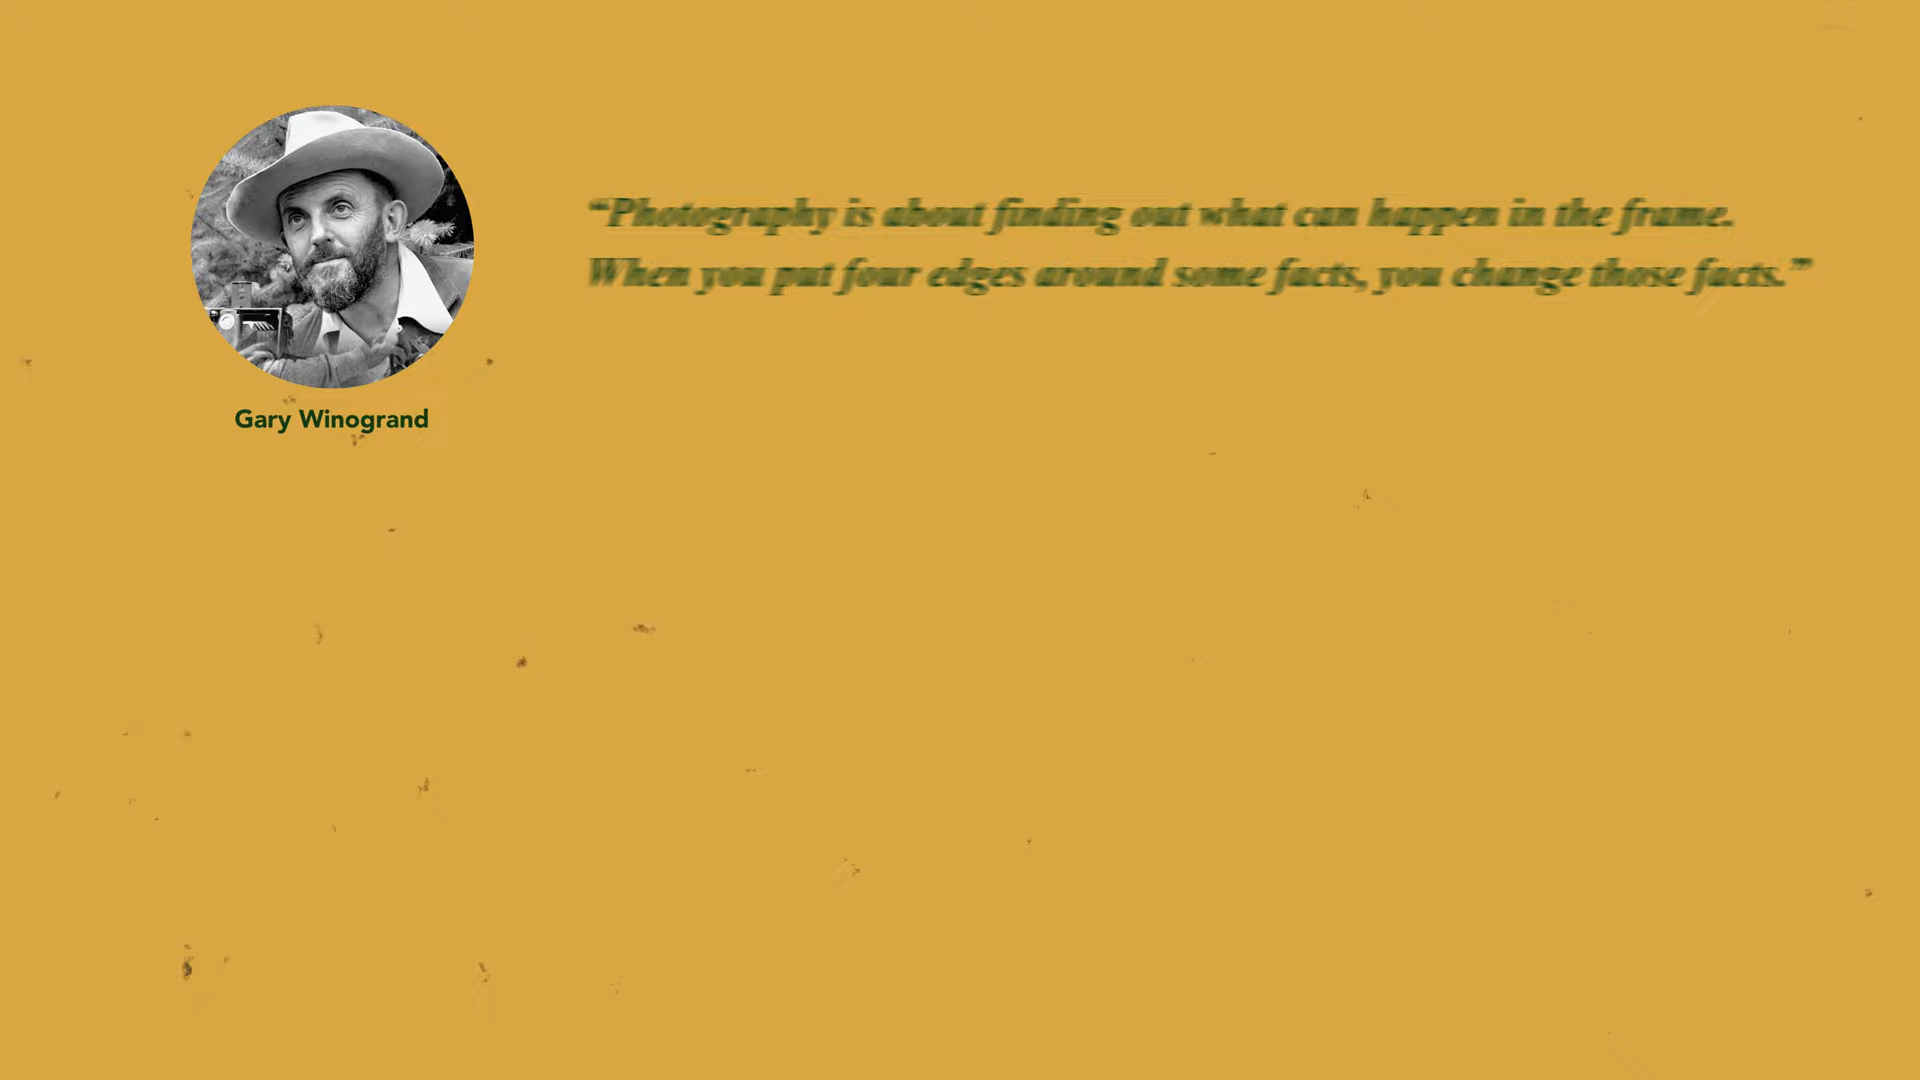 “Photography is about finding out what can happen in the frame.
When you put four edges around some facts, you change those facts.”
Gary Winogrand